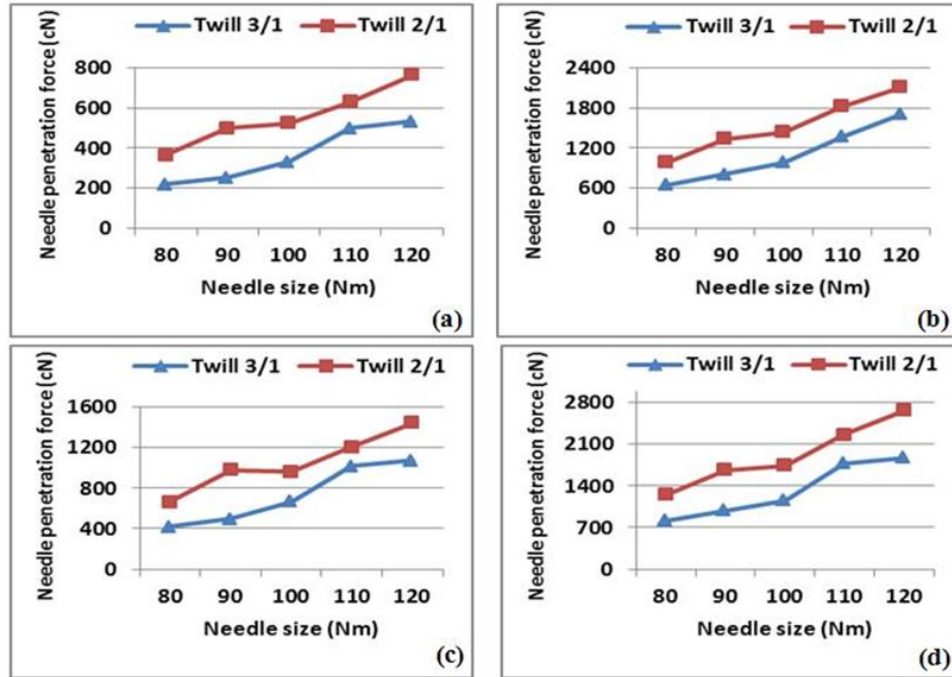 Twill 3/1 Twill 2/1
Needle penetration force (cN)
800
600
400
200
0
80 90 100 110 120
Needle size (Nm)
(a)
Twill 3/1 Twill 2/1
Needle penetration force (cN)
2400
1800
1200
600
0
80 90 100 110 120
Needle size (Nm)
(b)
Twill 3/1 Twill 2/1
Needle penetration force (cN)
1600
1200
800
400
0
80 90 100 110 120
Needle size (Nm)
(c)
Twill 3/1 Twill 2/1
Needle penetration force (cN)
2800
2100
1400
700
0
80 90 100 110 120
Needle size (Nm)
(d)